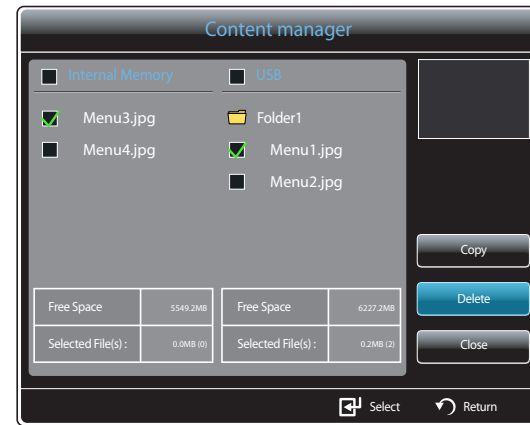 Content manager
Internal Memory
USB
Menu3.jpg
Folder1
Menu4.jpg
Menu1.jpg
Menu2.jpg
Copy
Free Space 5549.2MB
Free Space 6227.2MB
Delete
Selected File(s) : 0.0MB (0)
Selected File(s) : 0.2MB (2)
Close
Select
Return